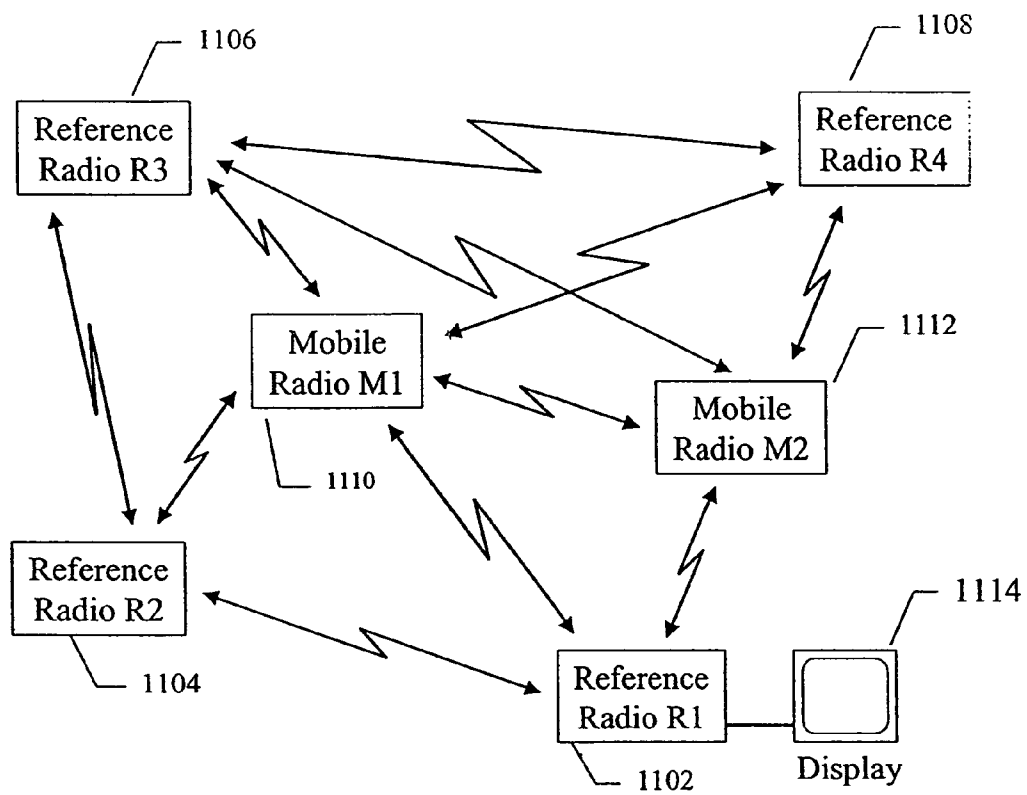 1106
1108
Reference
Radio R3
Reference
Radio R4
Mobile
Radio M1
1112
Mobile
Radio M2
1110
Reference
Radio R2
1114
1104
Reference
Radio R1
1102
Display